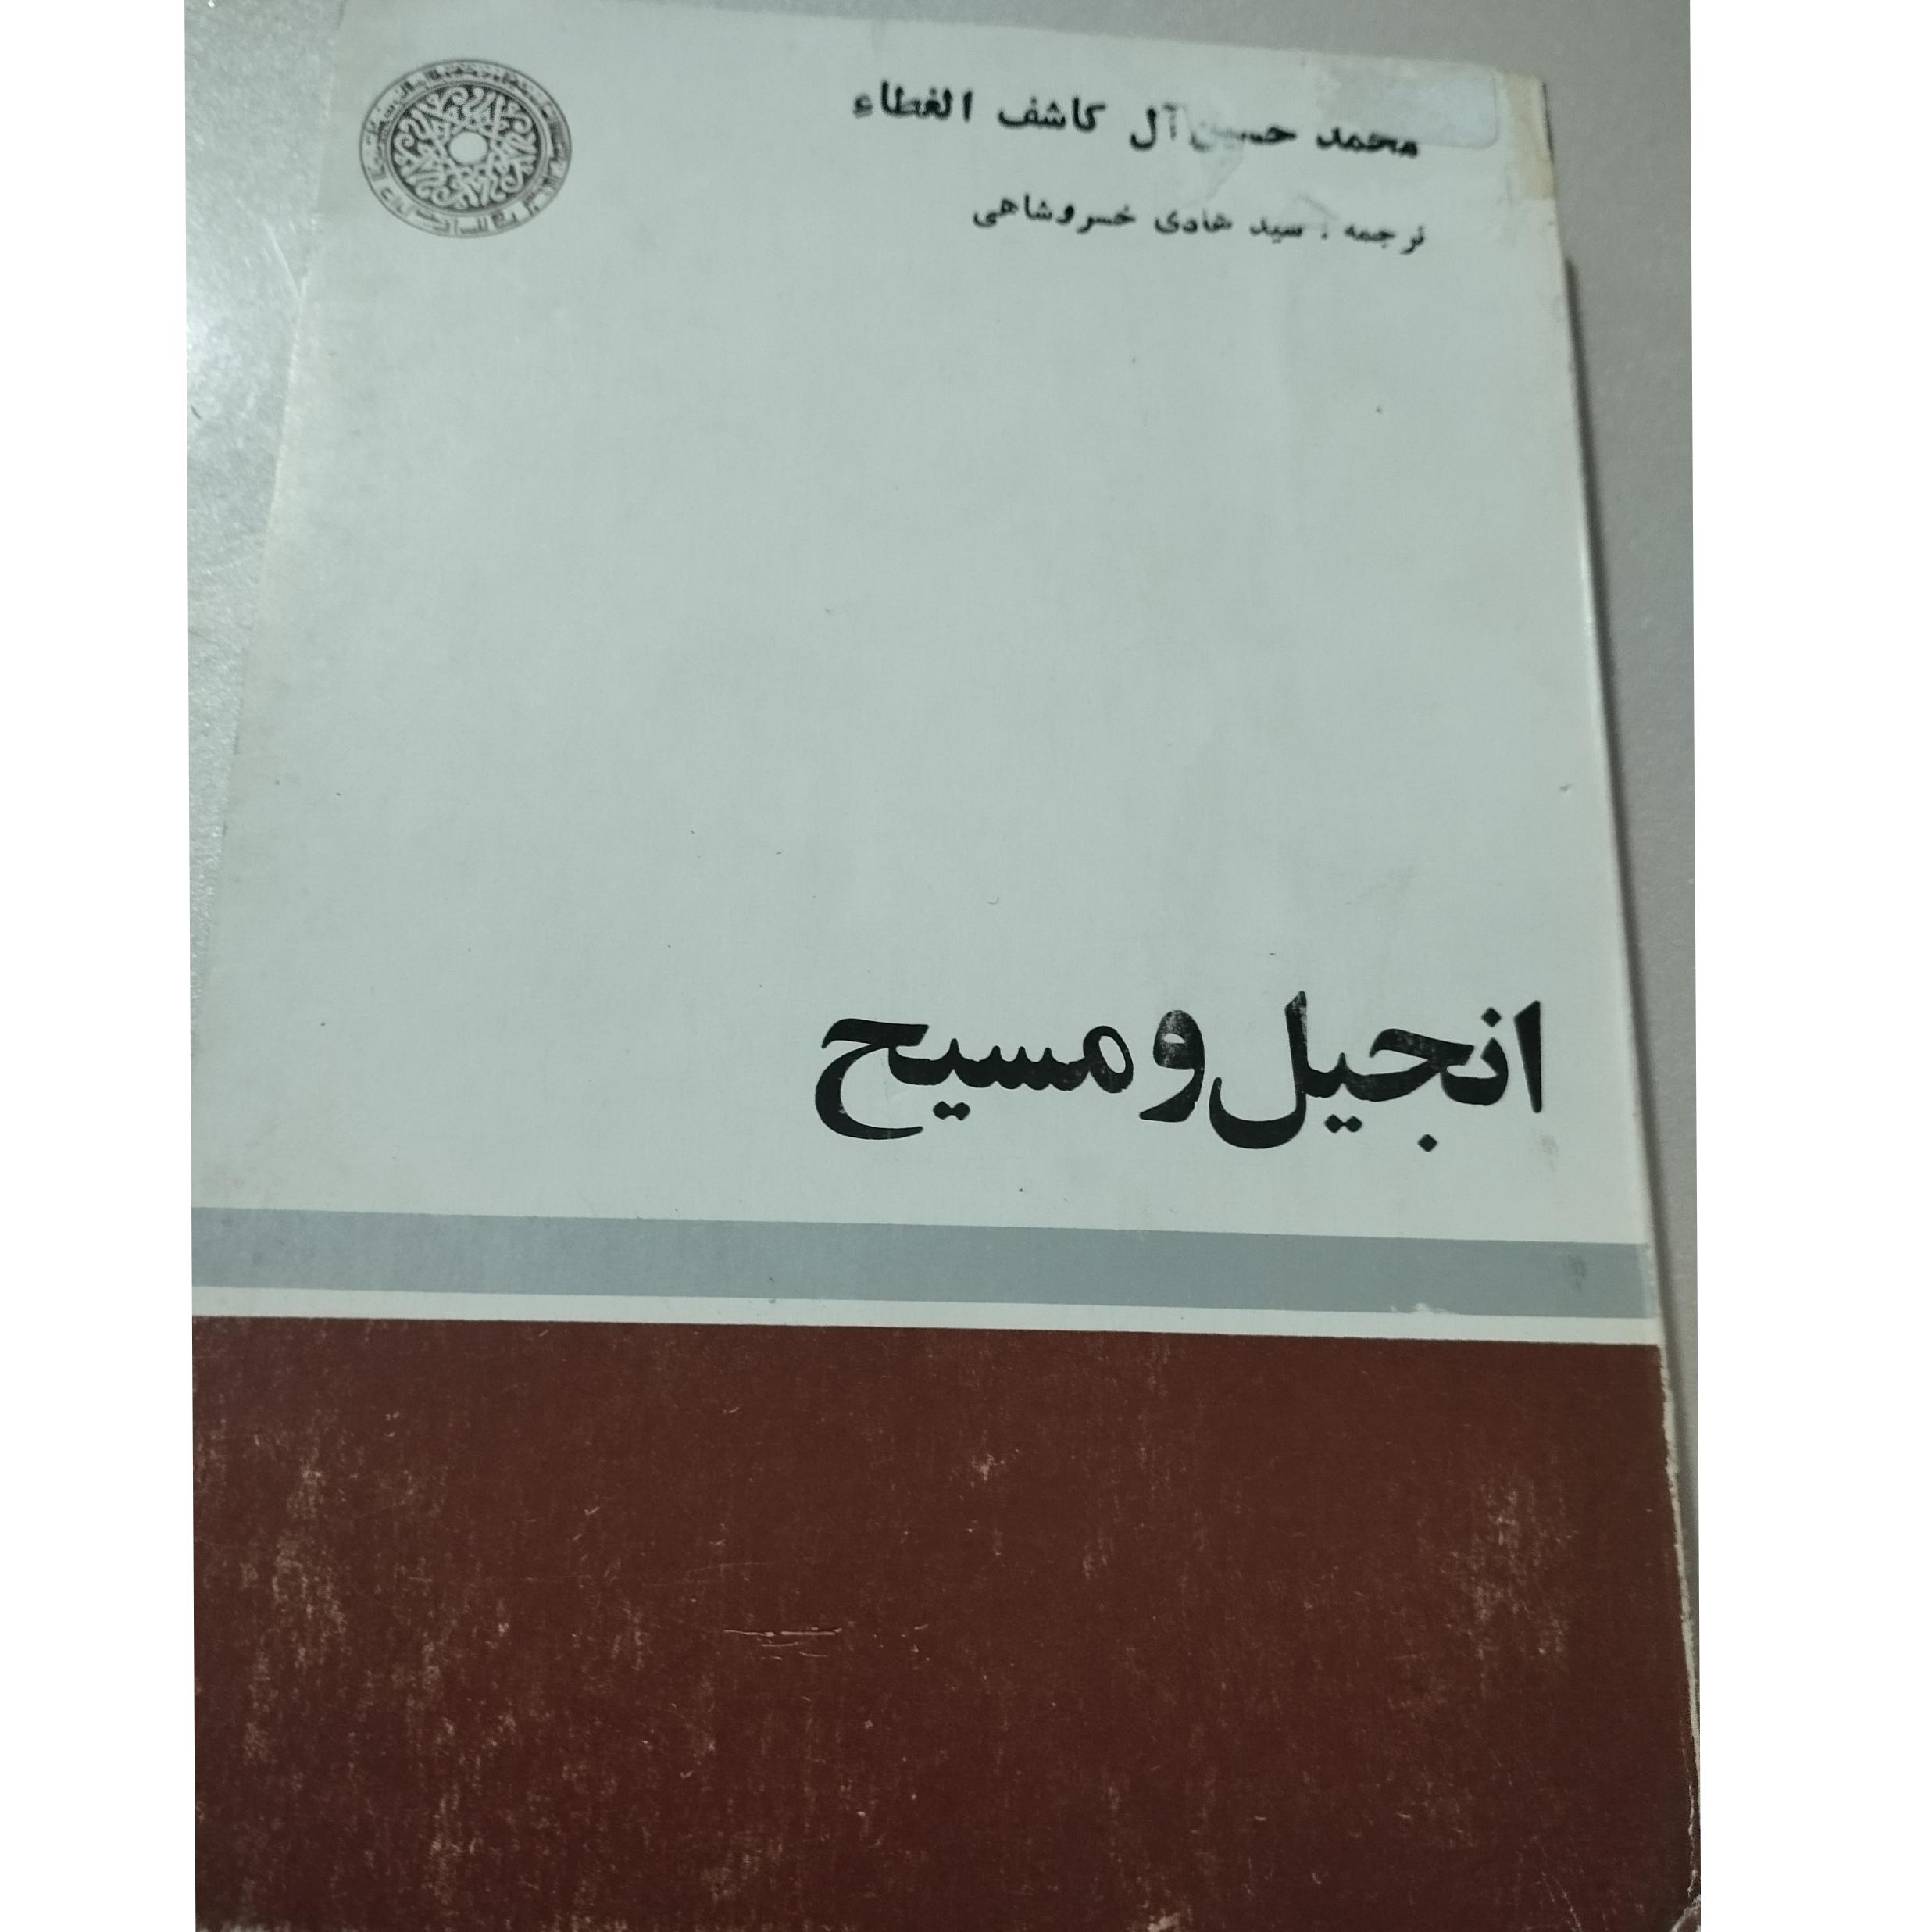 محمد حسین آل کاشف الغطاء
ترجمه : سید هادی خسروشاهی
انجیل و مسیح